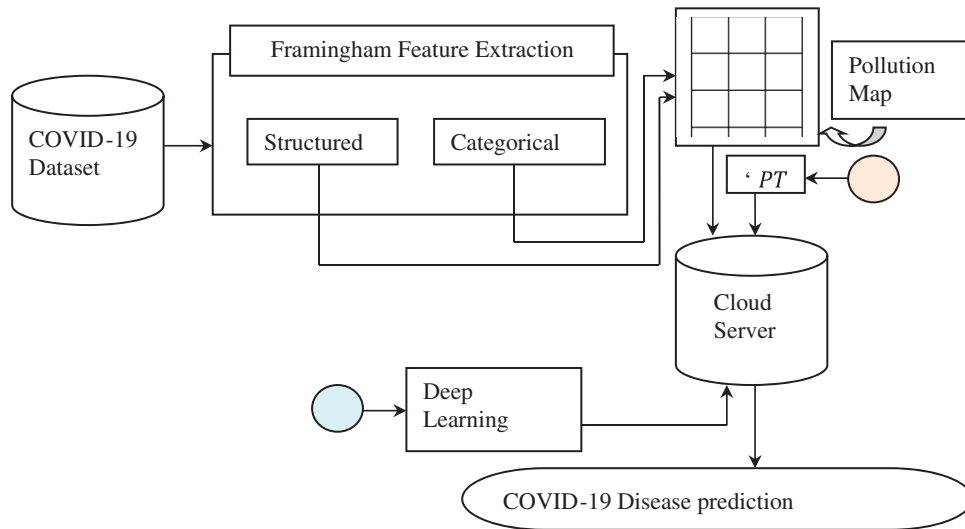 Framingham Feature Extraction
COVID-19
Dataset
Structured
Categorical
Pollution
Map
‘ PT
Cloud
Server
Deep
Learning
COVID-19 Disease prediction